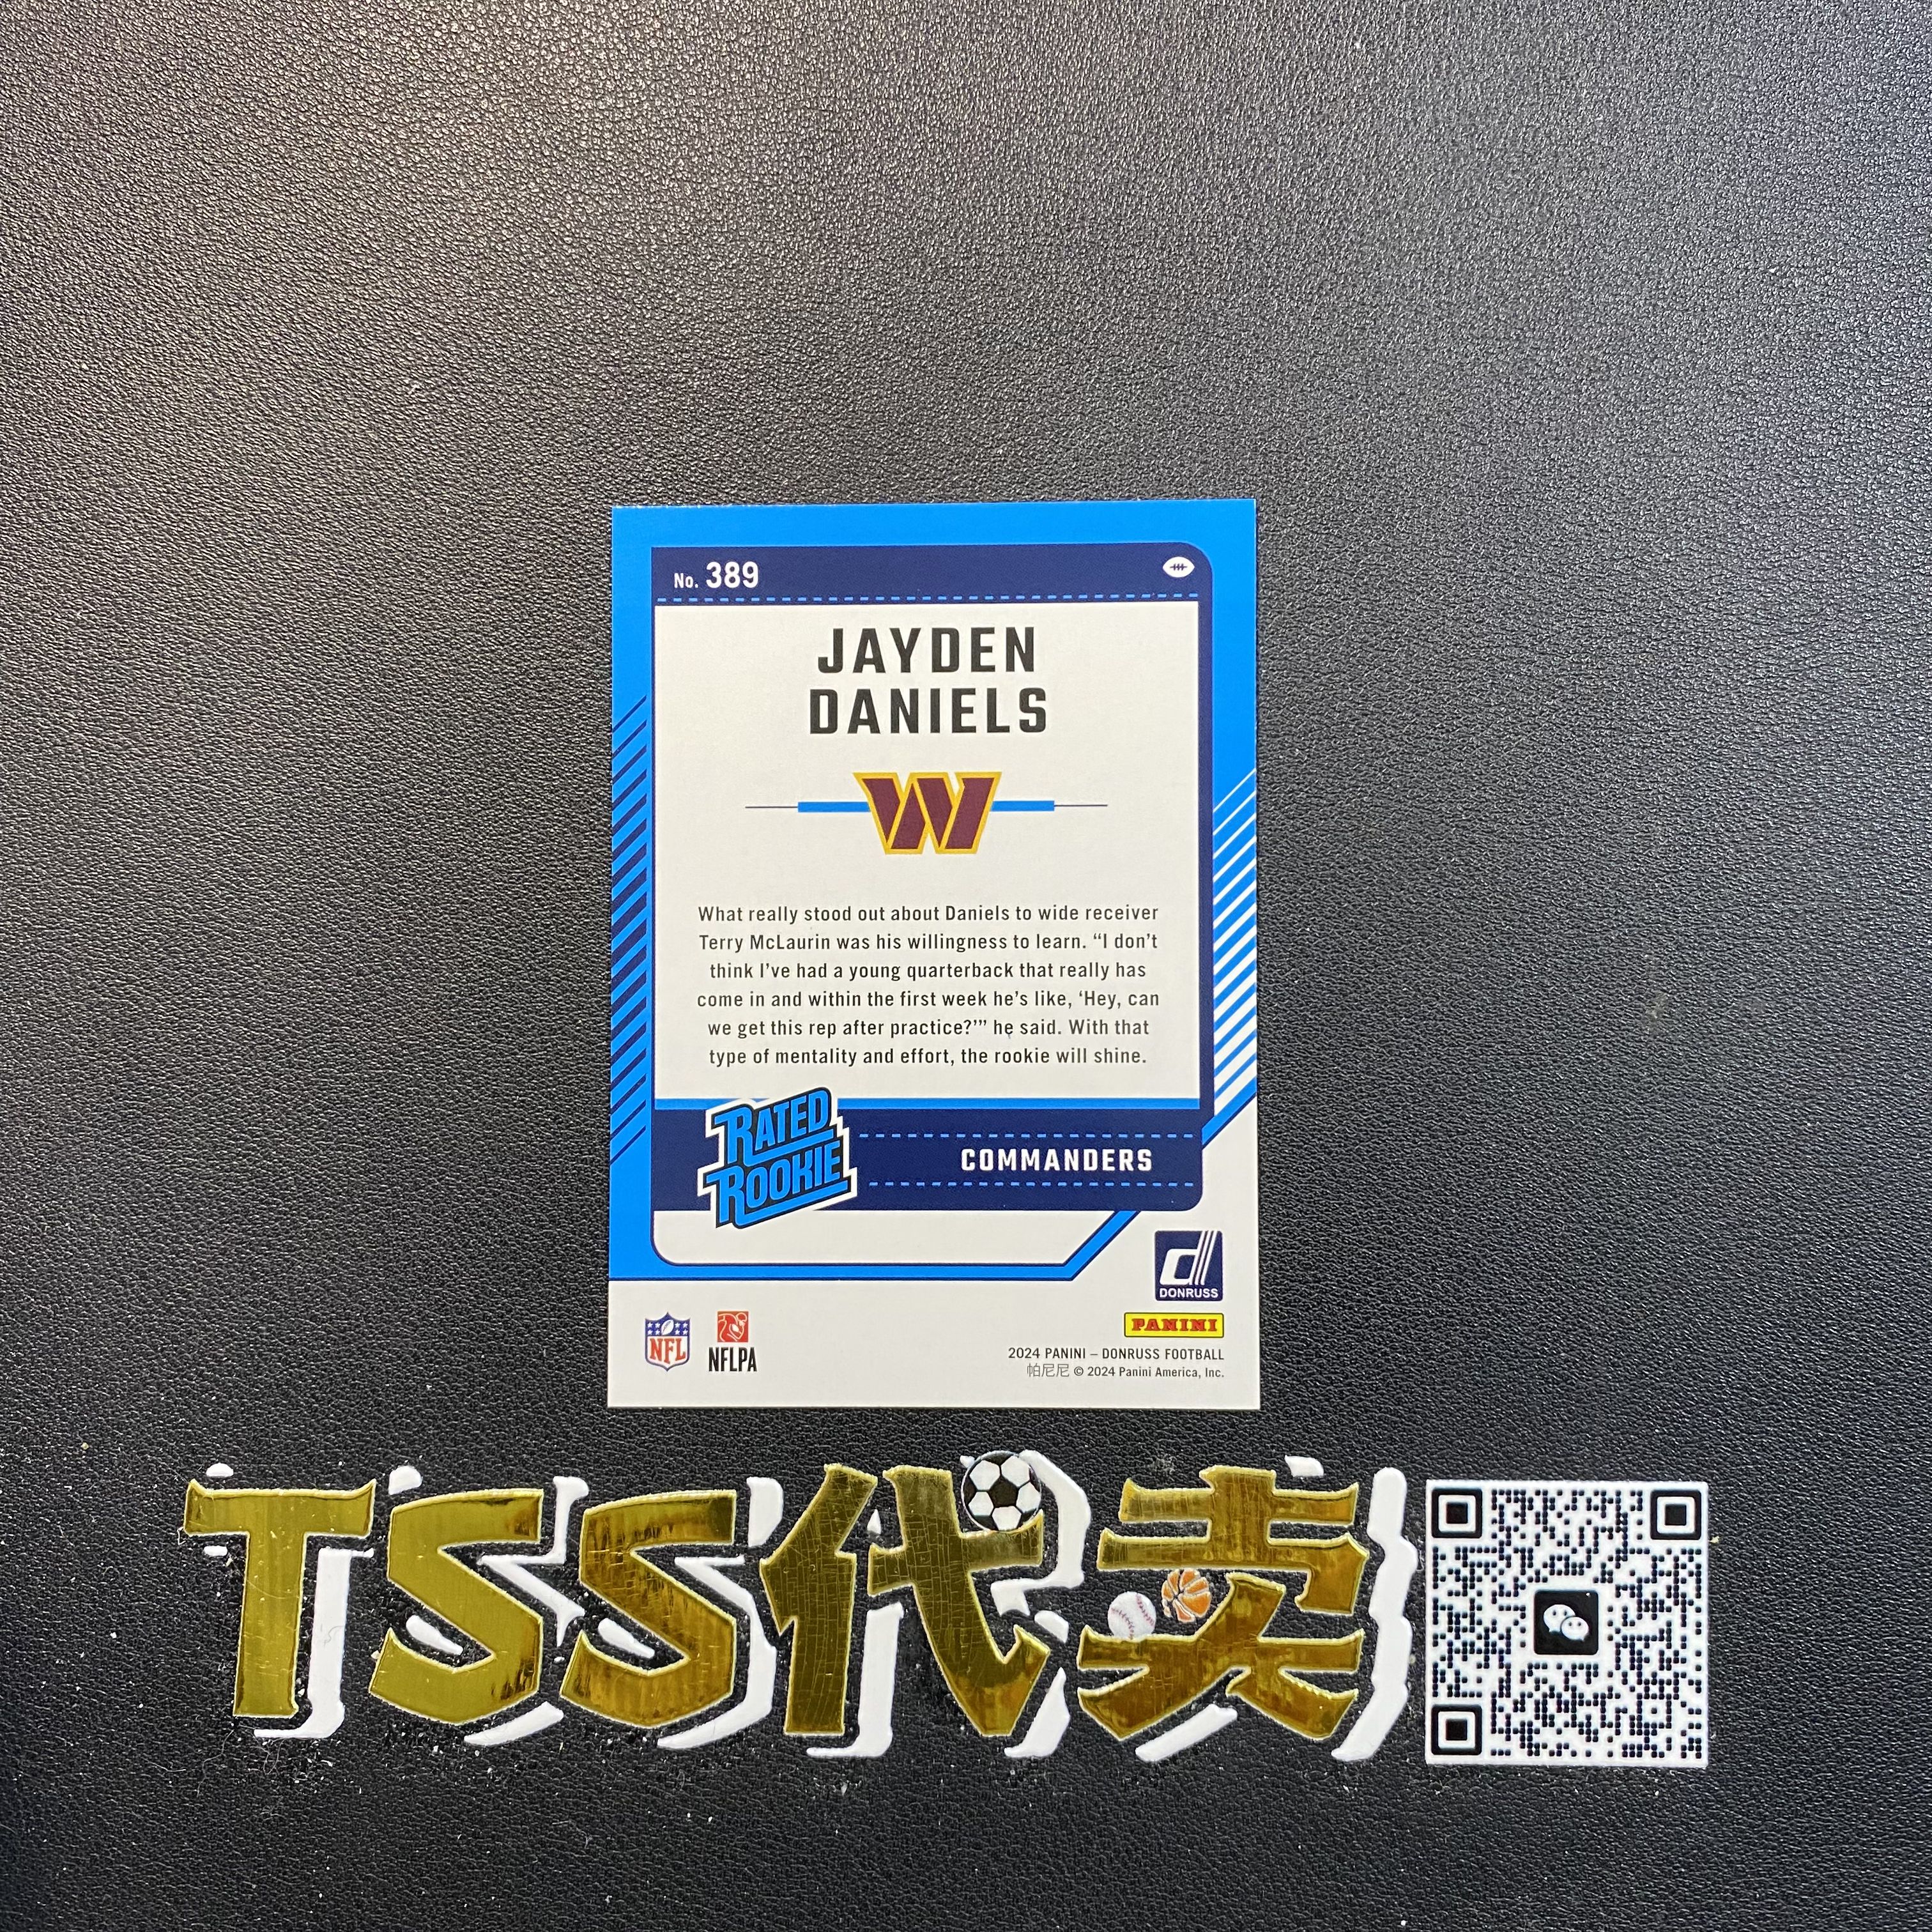 No. 389
JAYDEN
DANIELS
W
What really stood out about Daniels to wide receiver
Terry McLaurin was his willingness to learn. “I don’t
think I’ve had a young quarterback that really has
come in and within the first week he’s like, ‘Hey, can
we get this rep after practice?’” he said. With that
type of mentality and effort, the rookie will shine.
RATED
ROOKIE
COMMANDERS
d
DONRUSS
PANINI
NFL
NFLPA
2024 PANINI – DONRUSS FOOTBALL
帕尼尼 © 2024 Panini America, Inc.
TSS代卖